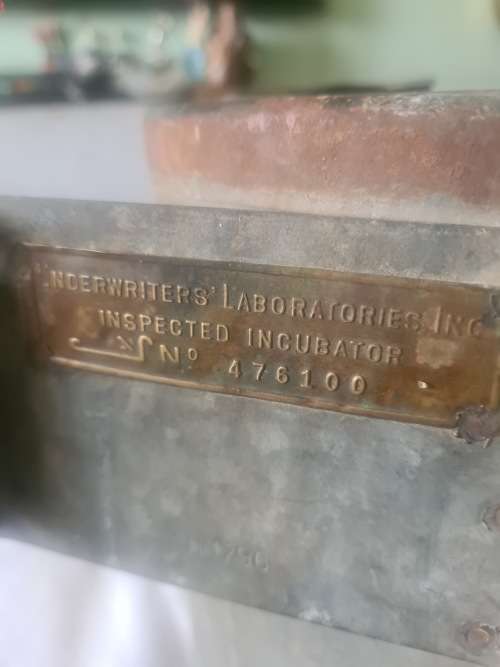 UNDERWRITERS' LABORATORIES. INC
INSPECTED INCUBATOR
Nº 476100